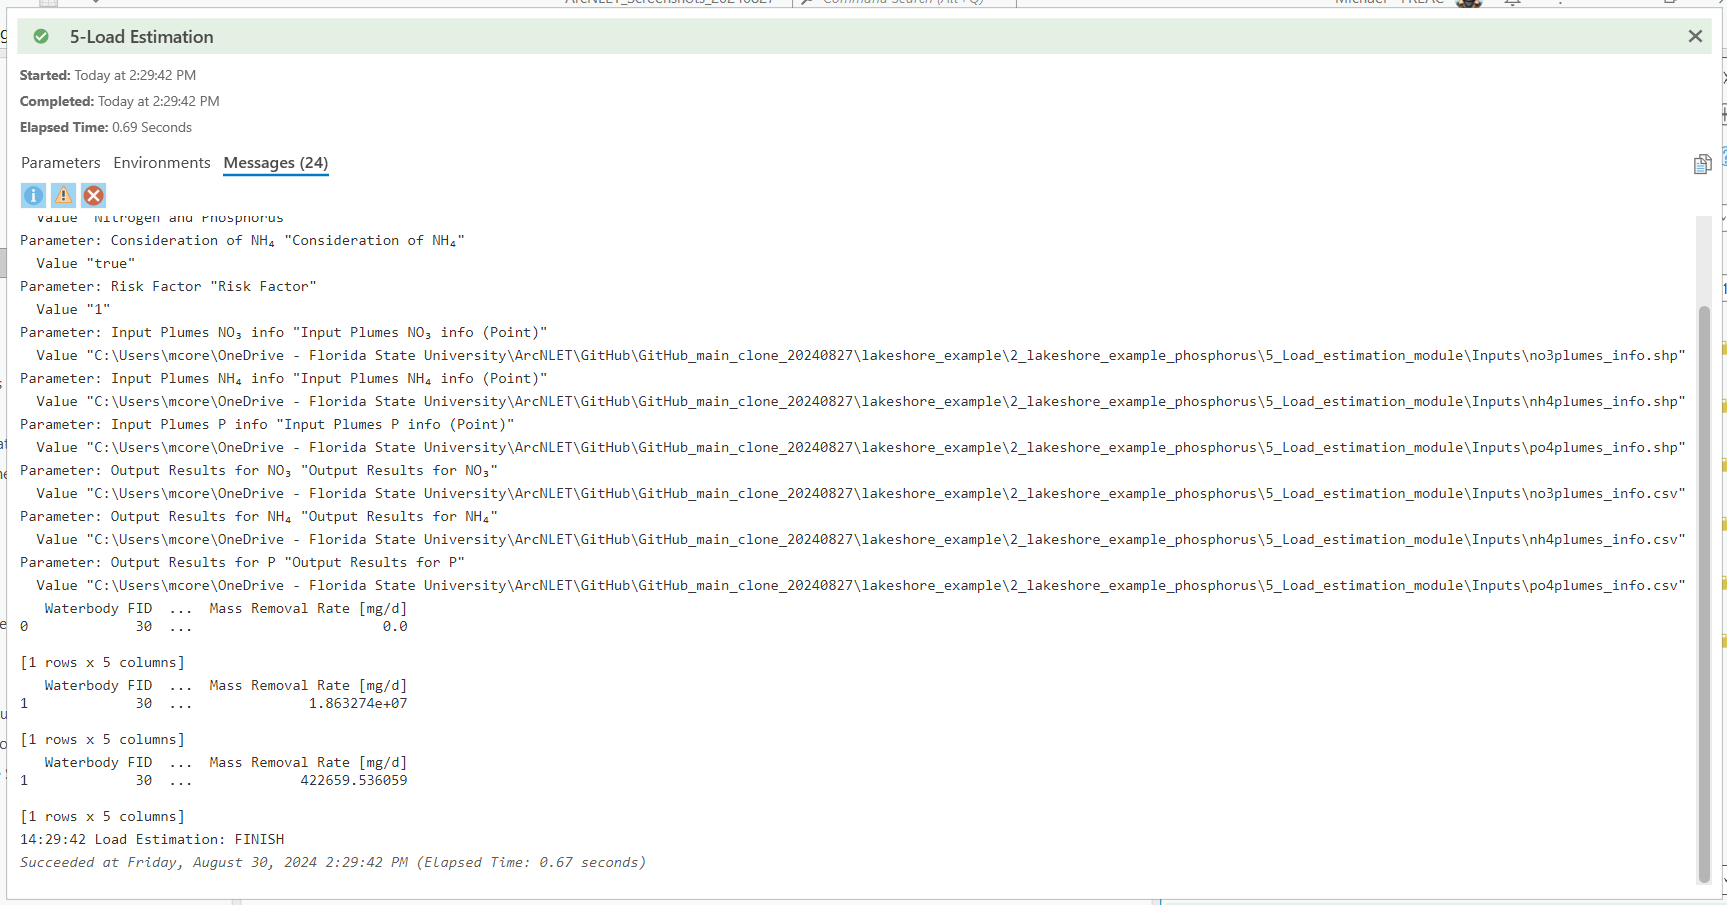 5-Load Estimation
Started: Today at 2:29:42 PM
Completed: Today at 2:29:42 PM
Elapsed Time: 0.69 Seconds
Parameters Environments Messages (24)
Value "Nitrogen and Phosphorus
Parameter: Consideration of NH₄ "Consideration of NH₄"
Value "true"
Parameter: Risk Factor "Risk Factor"
Value "1"
Parameter: Input Plumes NO₃ info "Input Plumes NO₃ info (Point)"
Value "C:\Users\mcore\OneDrive - Florida State University\ArcNLET\GitHub\GitHub_main_clone_20240827\lakeshore_example\2_lakeshore_example_phosphorus\5_Load_estimation_module\Inputs\no3plumes_info.shp"
Parameter: Input Plumes NH₄ info "Input Plumes NH₄ info (Point)"
Value "C:\Users\mcore\OneDrive - Florida State University\ArcNLET\GitHub\GitHub_main_clone_20240827\lakeshore_example\2_lakeshore_example_phosphorus\5_Load_estimation_module\Inputs\nh4plumes_info.shp"
Parameter: Input Plumes P info "Input Plumes P info (Point)"
Value "C:\Users\mcore\OneDrive - Florida State University\ArcNLET\GitHub\GitHub_main_clone_20240827\lakeshore_example\2_lakeshore_example_phosphorus\5_Load_estimation_module\Inputs\po4plumes_info.shp"
Parameter: Output Results for NO₃ "Output Results for NO₃"
Value "C:\Users\mcore\OneDrive - Florida State University\ArcNLET\GitHub\GitHub_main_clone_20240827\lakeshore_example\2_lakeshore_example_phosphorus\5_Load_estimation_module\Inputs\no3plumes_info.csv"
Parameter: Output Results for NH₄ "Output Results for NH₄"
Value "C:\Users\mcore\OneDrive - Florida State University\ArcNLET\GitHub\GitHub_main_clone_20240827\lakeshore_example\2_lakeshore_example_phosphorus\5_Load_estimation_module\Inputs\nh4plumes_info.csv"
Parameter: Output Results for P "Output Results for P"
Value "C:\Users\mcore\OneDrive - Florida State University\ArcNLET\GitHub\GitHub_main_clone_20240827\lakeshore_example\2_lakeshore_example_phosphorus\5_Load_estimation_module\Inputs\po4plumes_info.csv"
Waterbody FID ... Mass Removal Rate [mg/d]
0 30 ... 0.0
[1 rows x 5 columns]
Waterbody FID ... Mass Removal Rate [mg/d]
1 30 ... 1.863274e+07
[1 rows x 5 columns]
Waterbody FID ... Mass Removal Rate [mg/d]
1 30 ... 422659.536059
[1 rows x 5 columns]
14:29:42 Load Estimation: FINISH
Succeeded at Friday, August 30, 2024 2:29:42 PM (Elapsed Time: 0.67 seconds)